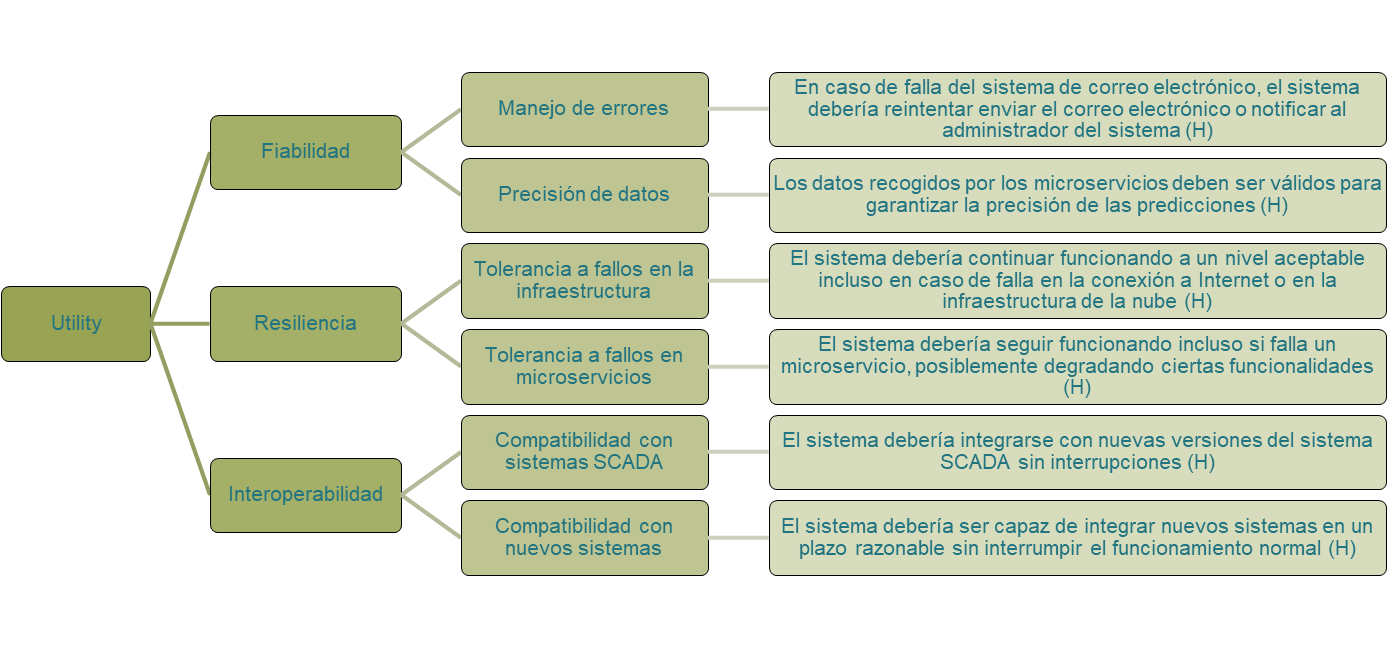 Utility
Fiabilidad
Manejo de errores
En caso de falla del sistema de correo electrónico, el sistema
debería reintentar enviar el correo electrónico o notificar al
administrador del sistema (H)
Precisión de datos
Los datos recogidos por los microservicios deben ser válidos para
garantizar la precisión de las predicciones (H)
Resiliencia
Tolerancia a fallos en la
infraestructura
El sistema debería continuar funcionando a un nivel aceptable
incluso en caso de falla en la conexión a Internet o en la
infraestructura de la nube (H)
Tolerancia a fallos en
microservicios
El sistema debería seguir funcionando incluso si falla un
microservicio, posiblemente degradando ciertas funcionalidades
(H)
Interoperabilidad
Compatibilidad con
sistemas SCADA
El sistema debería integrarse con nuevas versiones del sistema
SCADA sin interrupciones (H)
Compatibilidad con
nuevos sistemas
El sistema debería ser capaz de integrar nuevos sistemas en un
plazo razonable sin interrumpir el funcionamiento normal (H)